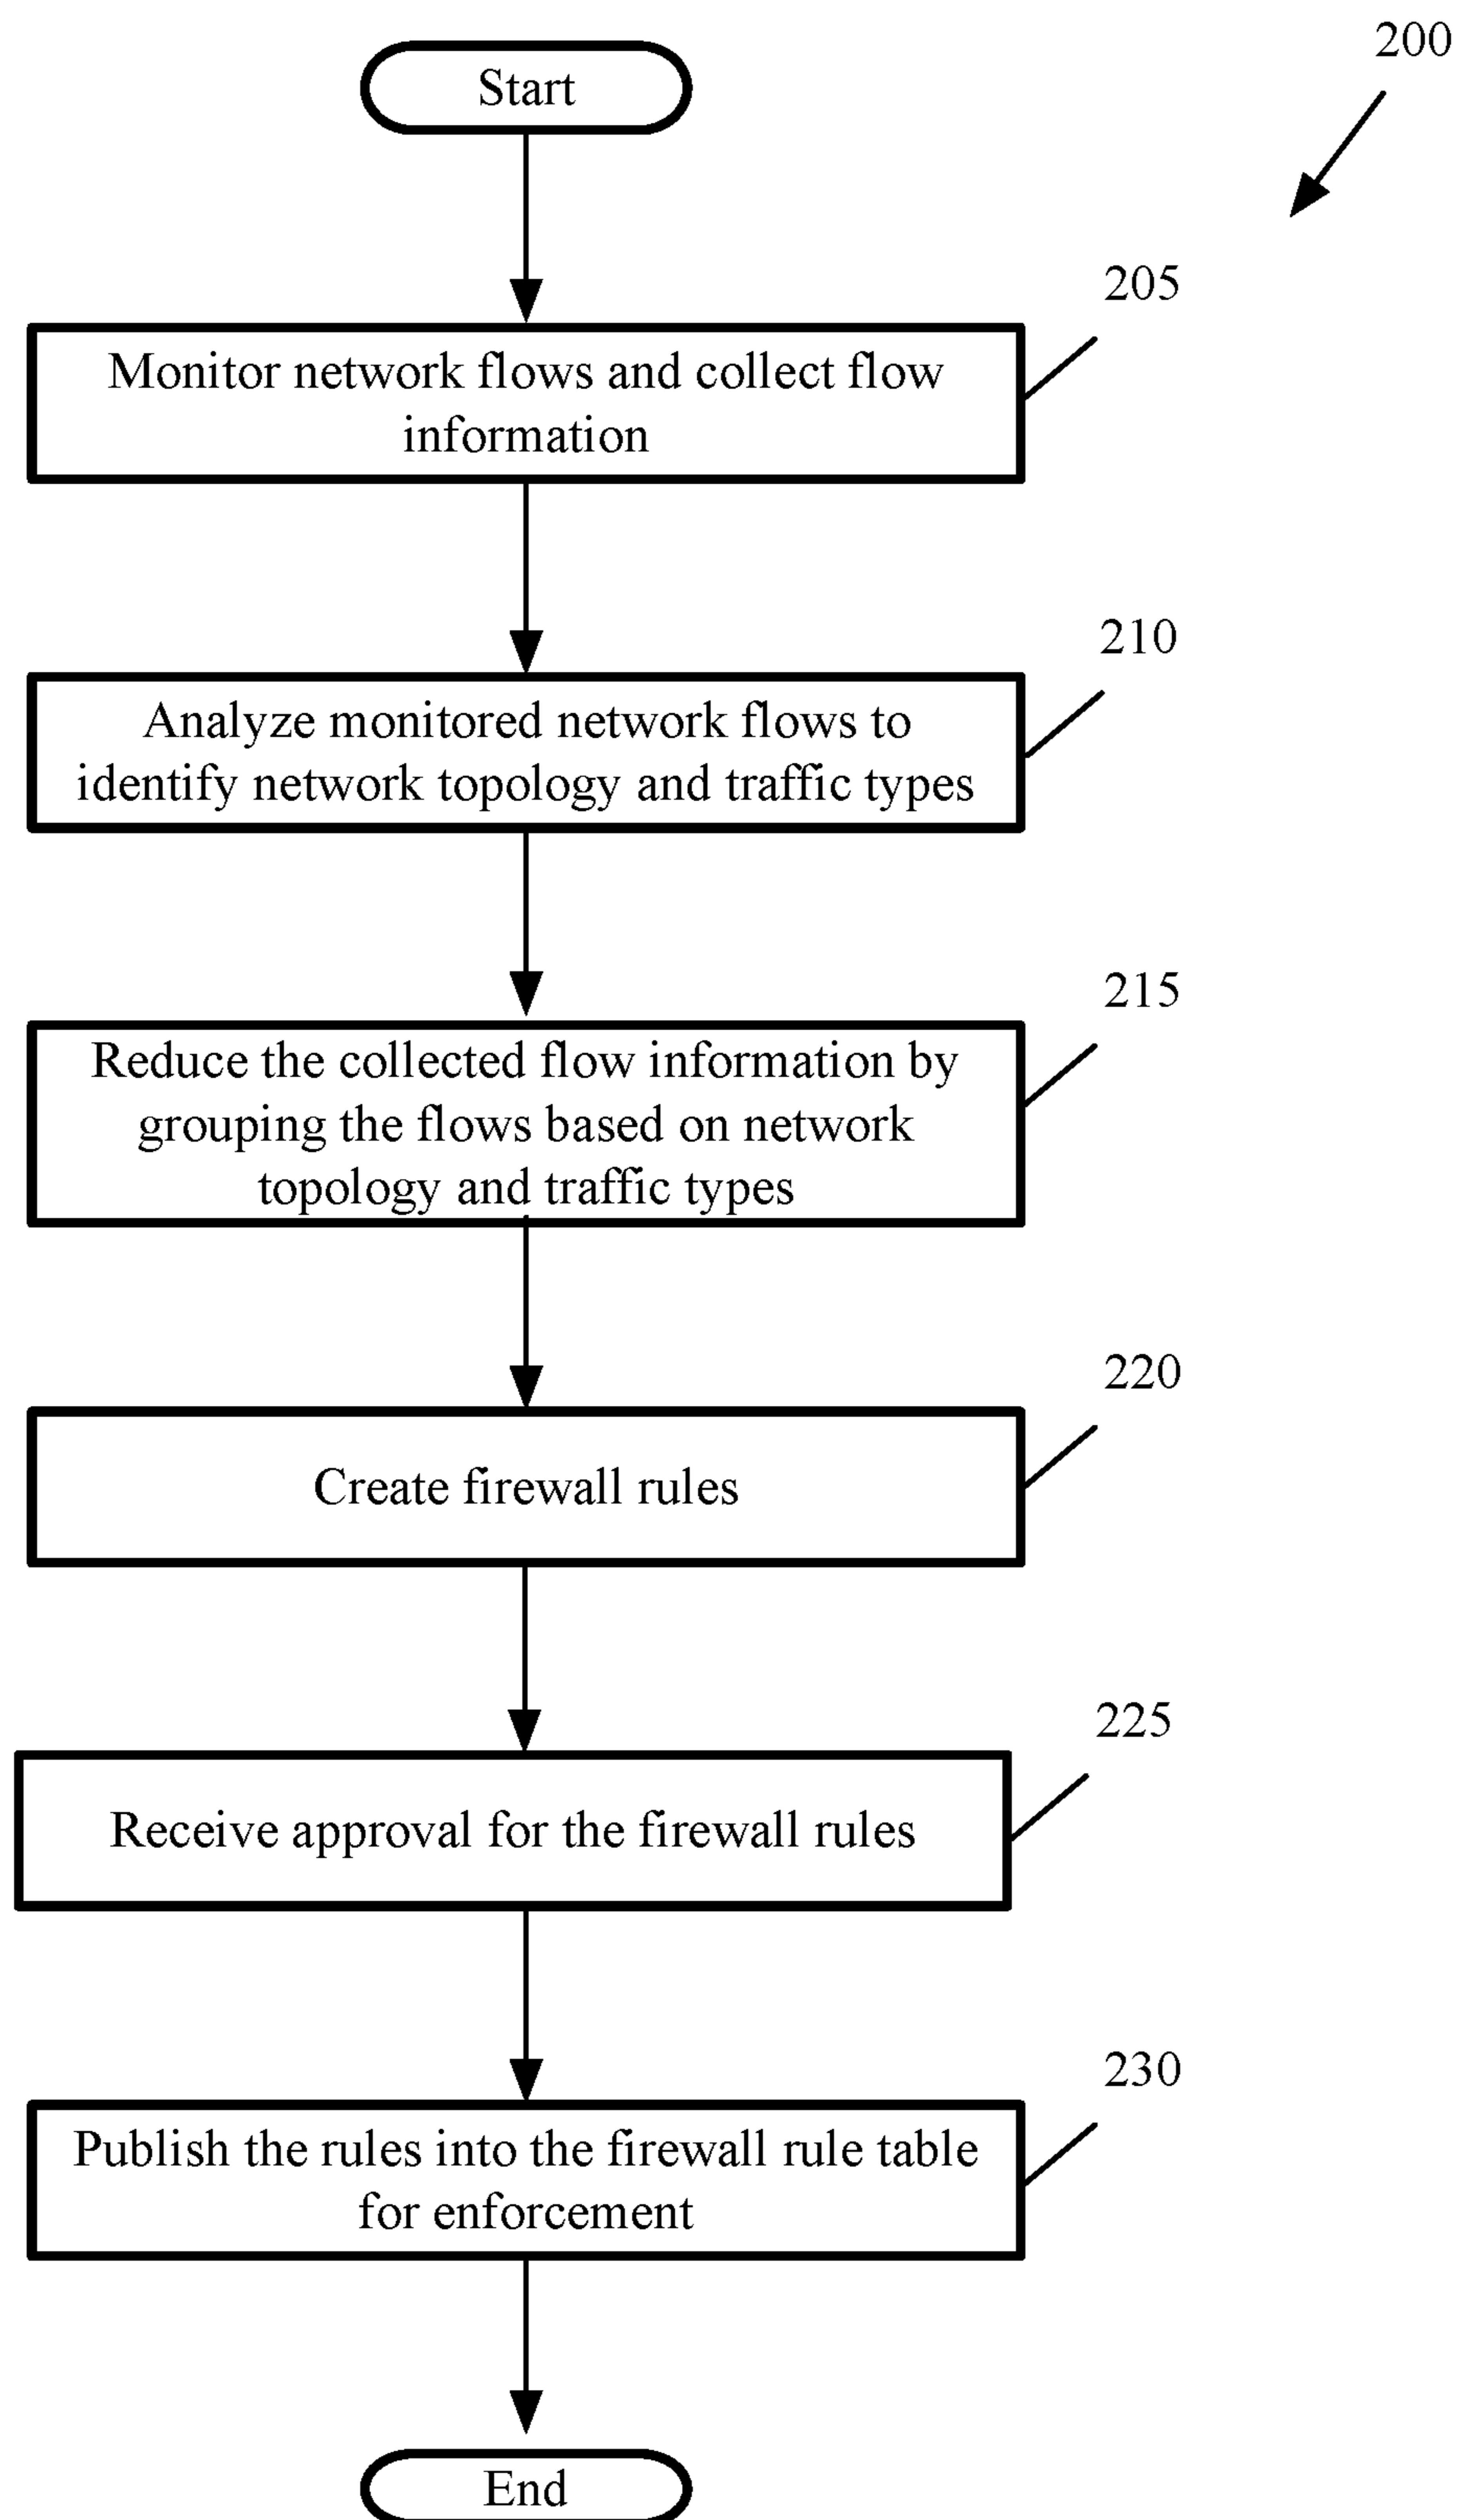 200
Start
205
Monitor network flows and collect flow
information
210
Analyze monitored network flows to
identify network topology and traffic types
215
Reduce the collected flow information by
grouping the flows based on network
topology and traffic types
220
Create firewall rules
225
Receive approval for the firewall rules
230
Publish the rules into the firewall rule table
for enforcement
End